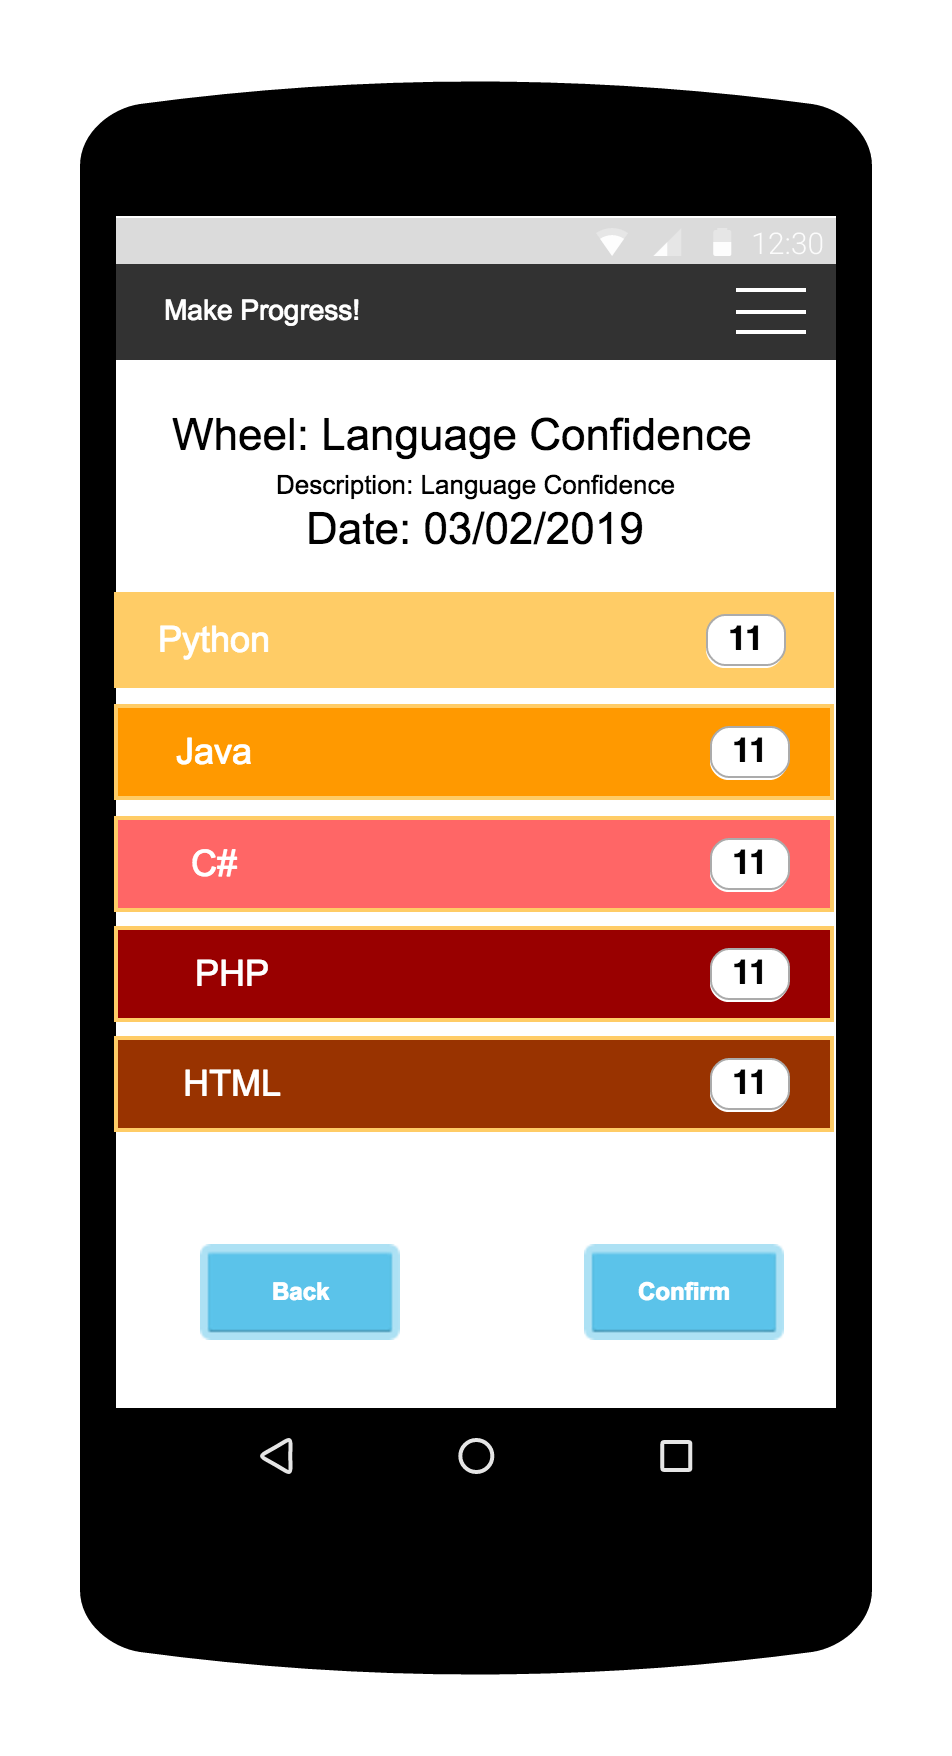 12:30
Make Progress!
Wheel: Language Confidence
Description: Language Confidence
Date: 03/02/2019
Python 11
Java 11
C# 11
PHP 11
HTML 11
Back Confirm